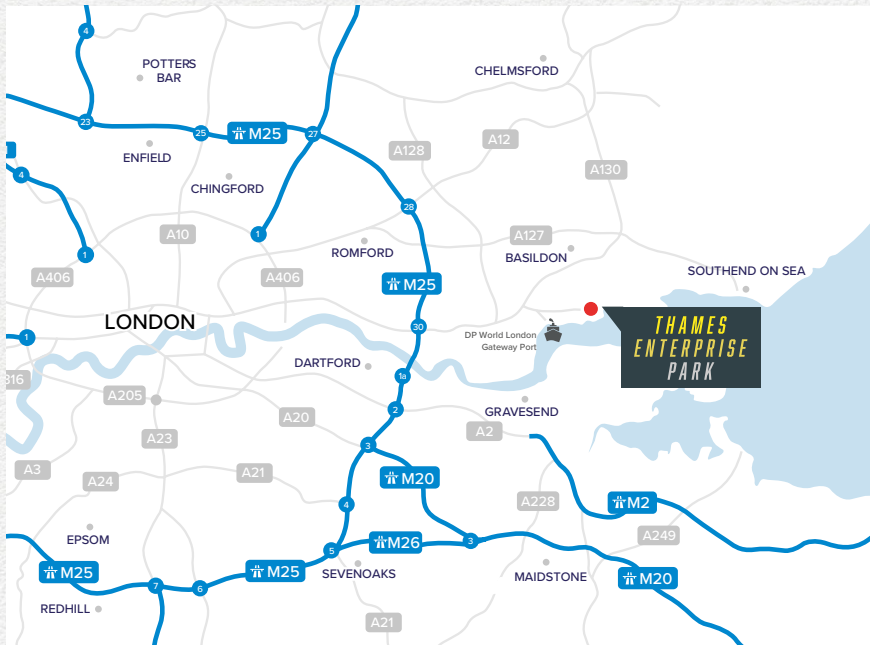 4
POTTERS
BAR
CHELMSFORD
23
25
M25
27
A12
A128
ENFIELD
A130
4
CHINGFORD
28
1
A10
A127
ROMFORD
BASILDON
1
A406
A406
M25
SOUTHEND ON SEA
LONDON
30
THAMES
ENTERPRISE
PARK
DP World London
Gateway Port
1
DARTFORD
1a
316
A205
2
GRAVESEND
A20
A2
A23
3
A3
A24
A21
M20
4
A228
M2
EPSOM
A249
M26
3
5
M25
M25
SEVENOAKS
MAIDSTONE
M20
7
6
REDHILL
A21